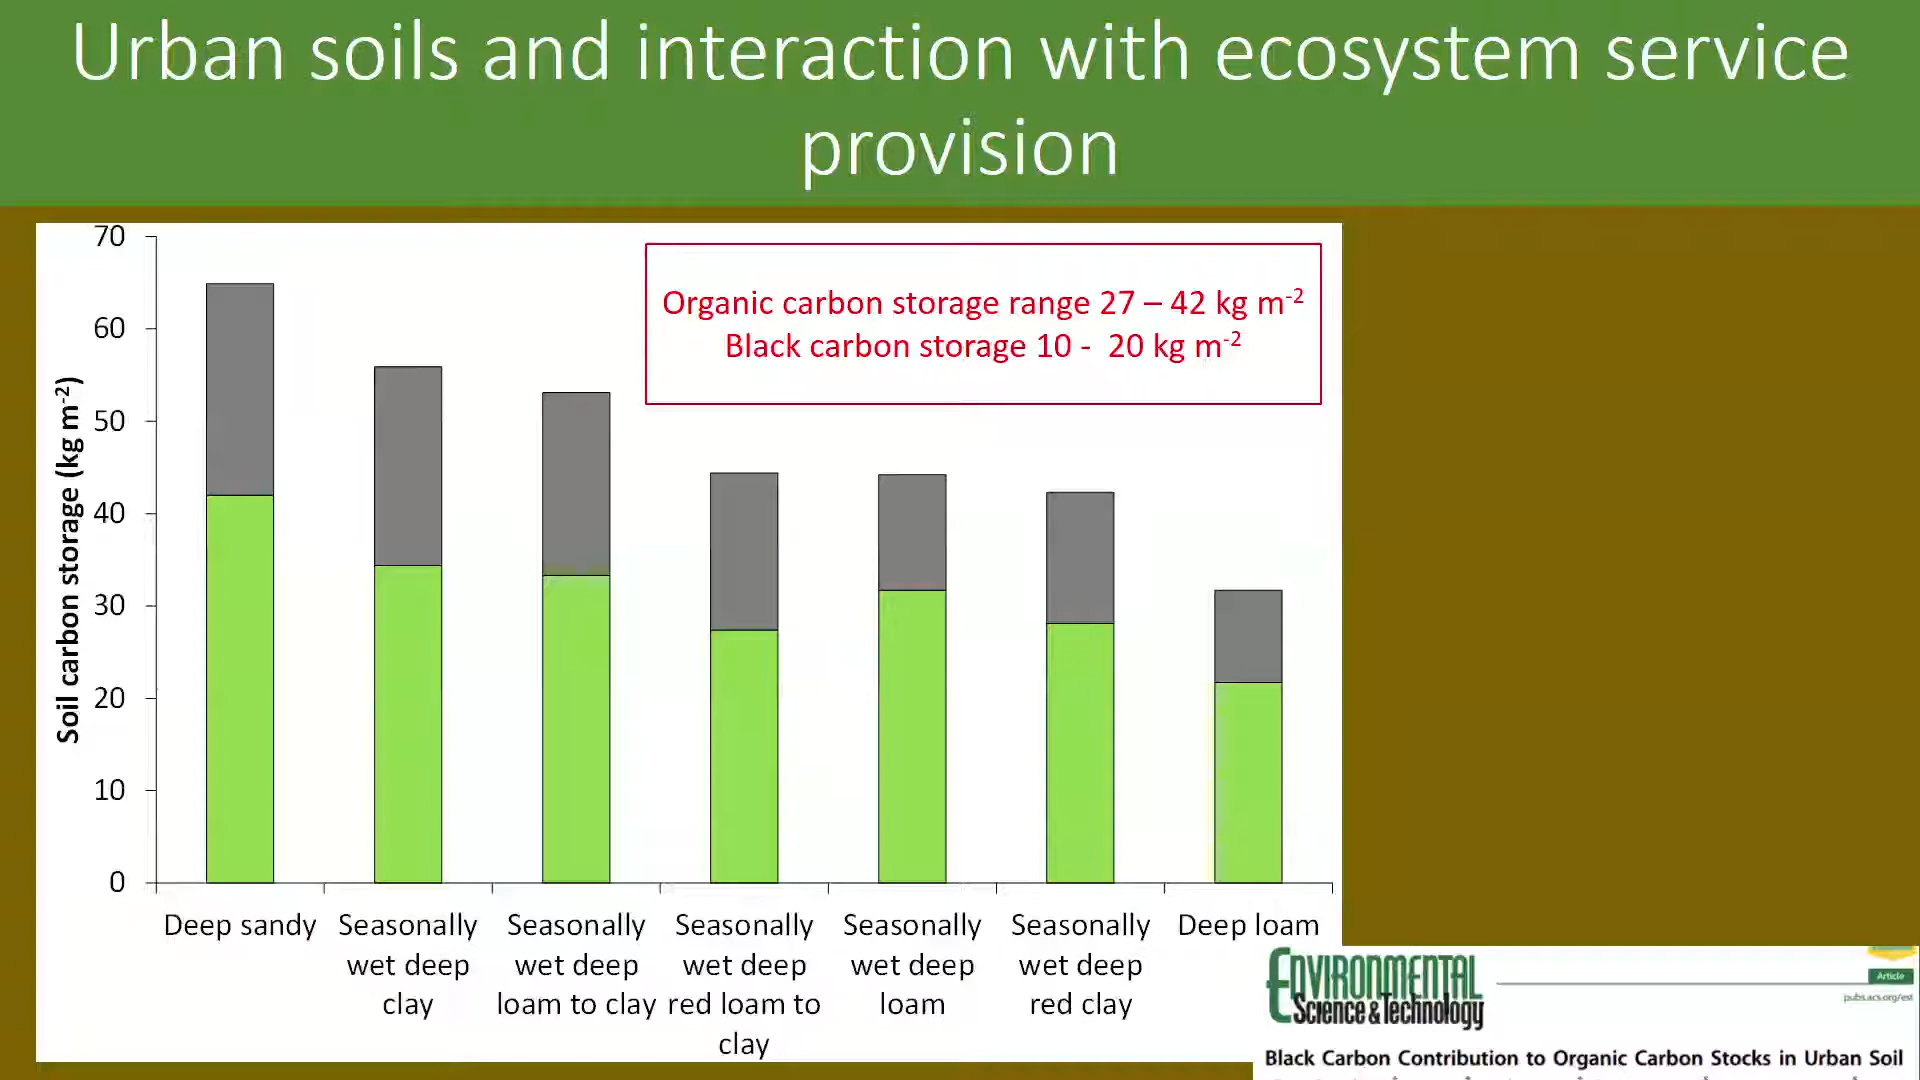 Urban soils and interaction with ecosystem service
provision
70
60
50
40
30
20
10
0
Soil carbon storage (kg m-2)
Organic carbon storage range 27 – 42 kg m-2
Black carbon storage 10 - 20 kg m-2
Deep sandy
Seasonally
wet deep
clay
Seasonally
wet deep
loam to clay
Seasonally
wet deep
red loam to
clay
Seasonally
wet deep
loam
Seasonally
wet deep
red clay
Deep loam
Environmental
Science & Technology
Article
pubs.acs.org/est
Black Carbon Contribution to Organic Carbon Stocks in Urban Soil